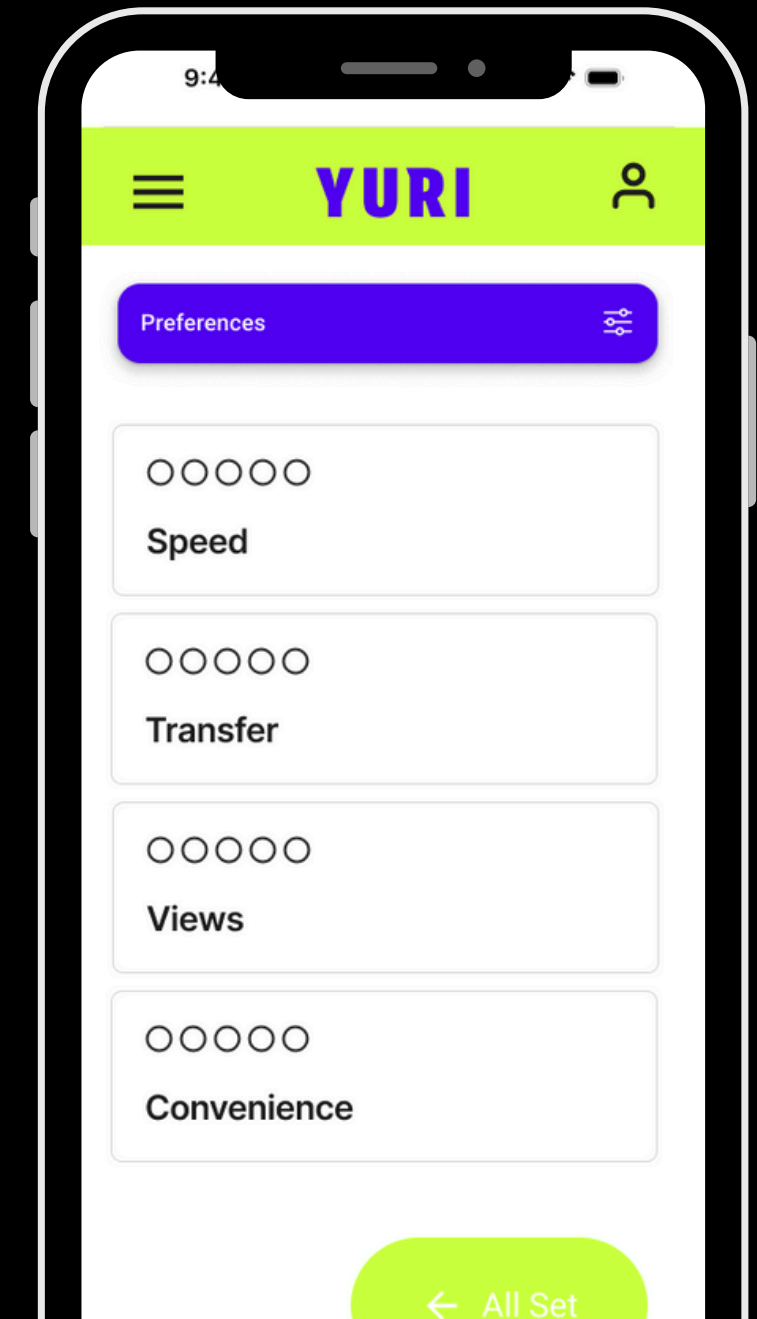 YURI
Preferences
Speed
Transfer
Views
Convenience
All Set